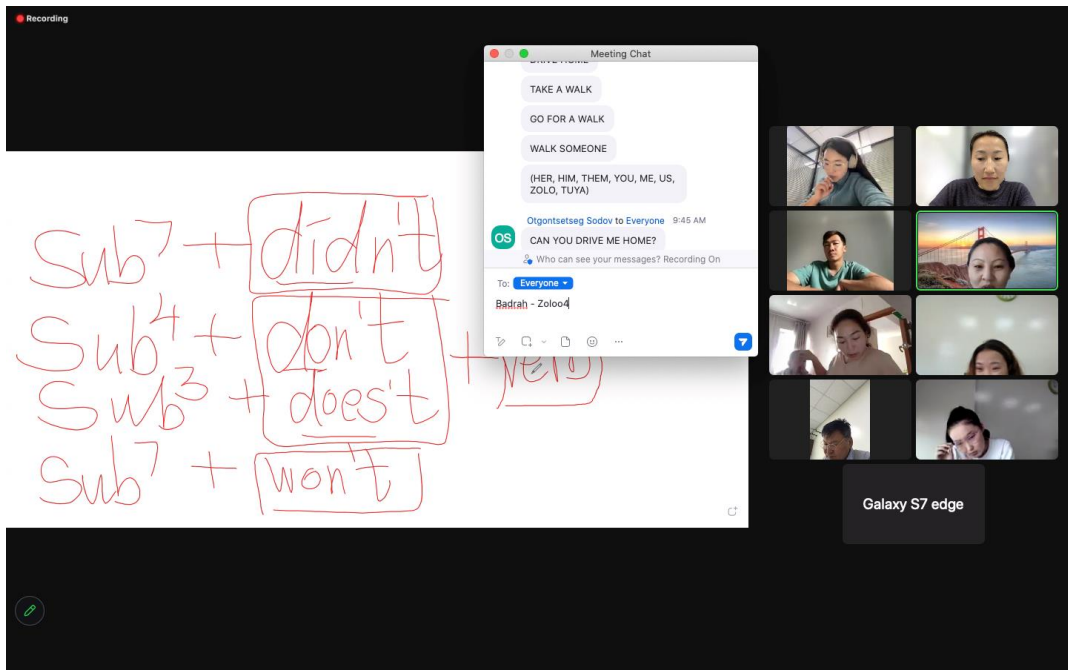 Recording
Meeting Chat
TAKE A WALK
GO FOR A WALK
WALK SOMEONE
(HER, HIM, THEM, YOU, ME, US,
ZOLO, TUYA)
Otgontsetseg Sodov to Everyone 9:45 AM
OS
CAN YOU DRIVE ME HOME?
Who can see your messages? Recording On
To: Everyone
Badrah - Zoloo4
Sub7 + didn't
Sub4 + don't
Sub3 + does't
Sub7 + won't
Galaxy S7 edge